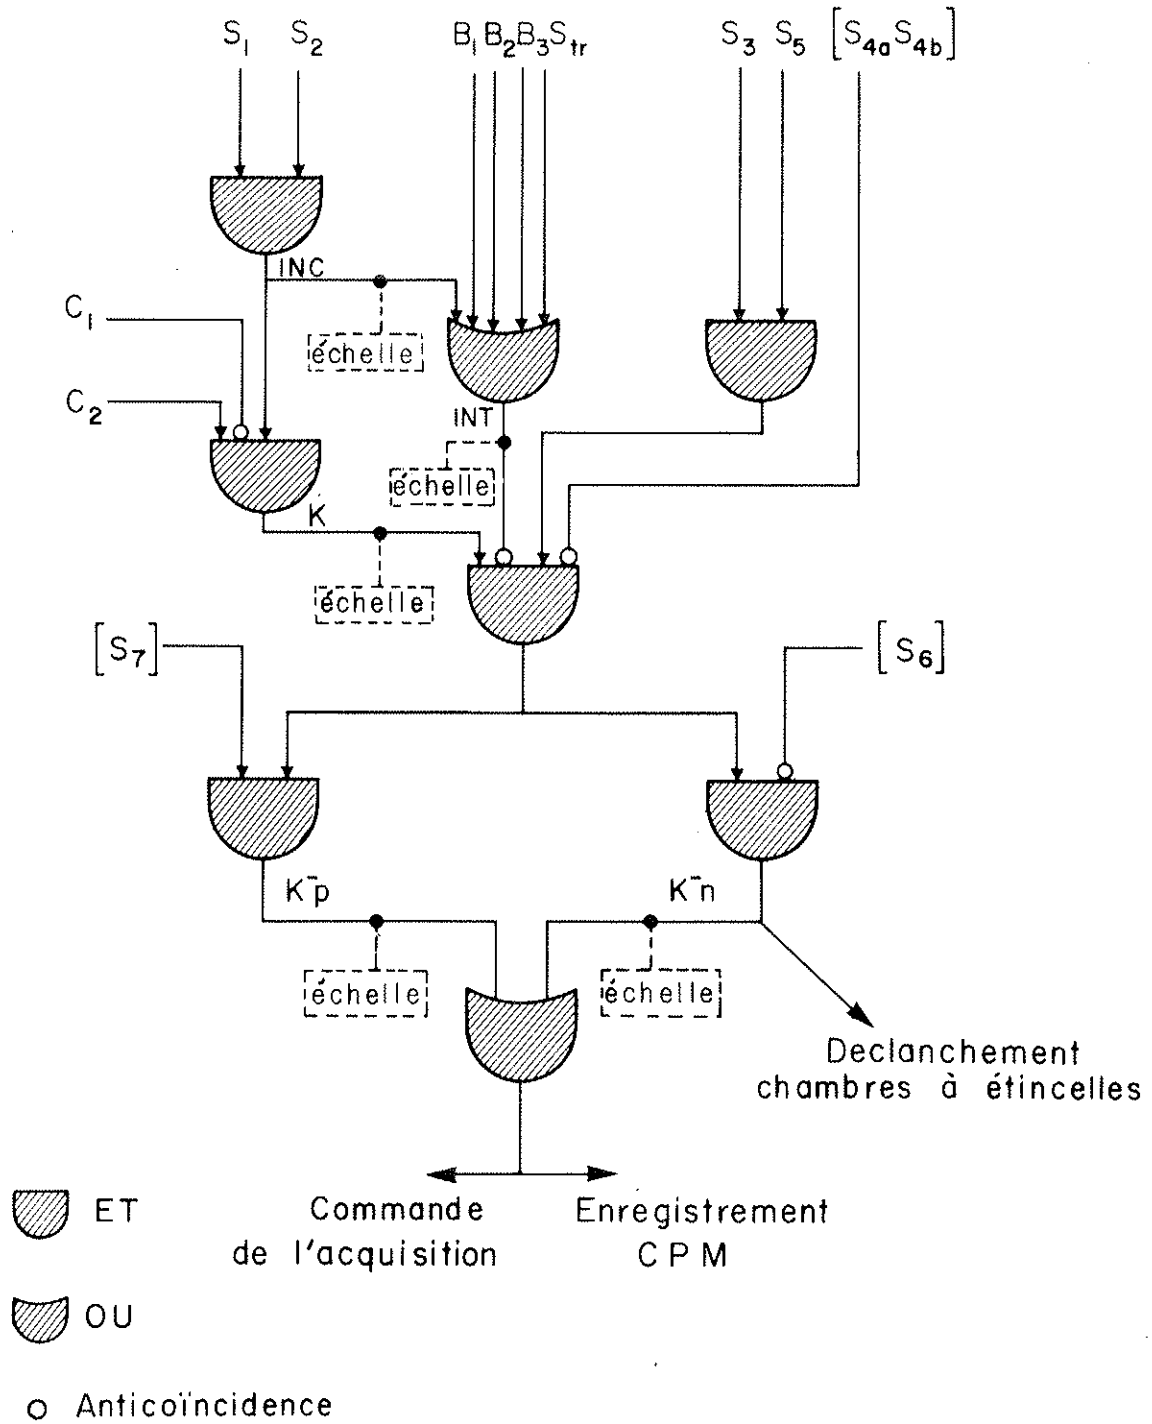 S1 S2 B1 B2 B3 Str S3 S5 [S4a S4b]
INC
C1
échelle
C2
INT
échelle
K
échelle
[S7] [S6]
K⁻p K⁻n
échelle échelle
Declanchement
chambres à étincelles
ET Commande Enregistrement
de l'acquisition CPM
OU
Anticoïncidence